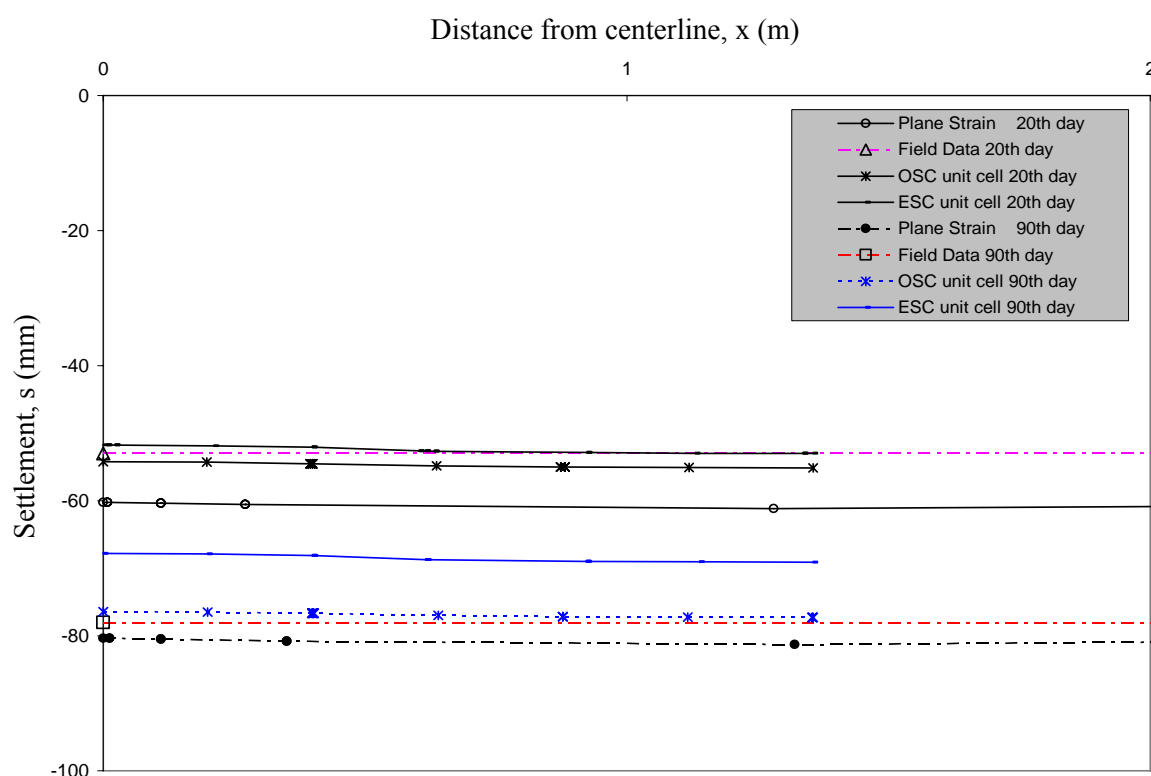 Distance from centerline, x (m)
0 1 2
0
-20
-40
-60
-80
-100
Settlement, s (mm)
Plane Strain 20th day
Field Data 20th day
OSC unit cell 20th day
ESC unit cell 20th day
Plane Strain 90th day
Field Data 90th day
OSC unit cell 90th day
ESC unit cell 90th day